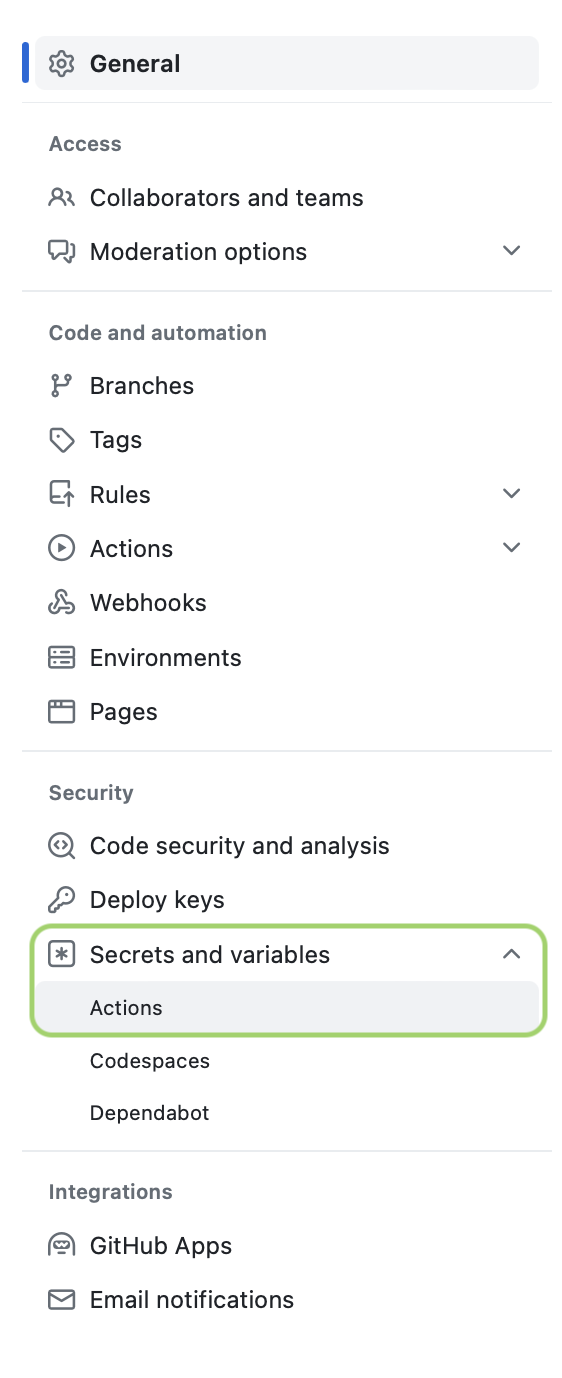 General
Access
Collaborators and teams
Moderation options
Code and automation
Branches
Tags
Rules
Actions
Webhooks
Environments
Pages
Security
Code security and analysis
Deploy keys
Secrets and variables
Actions
Codespaces
Dependabot
Integrations
GitHub Apps
Email notifications